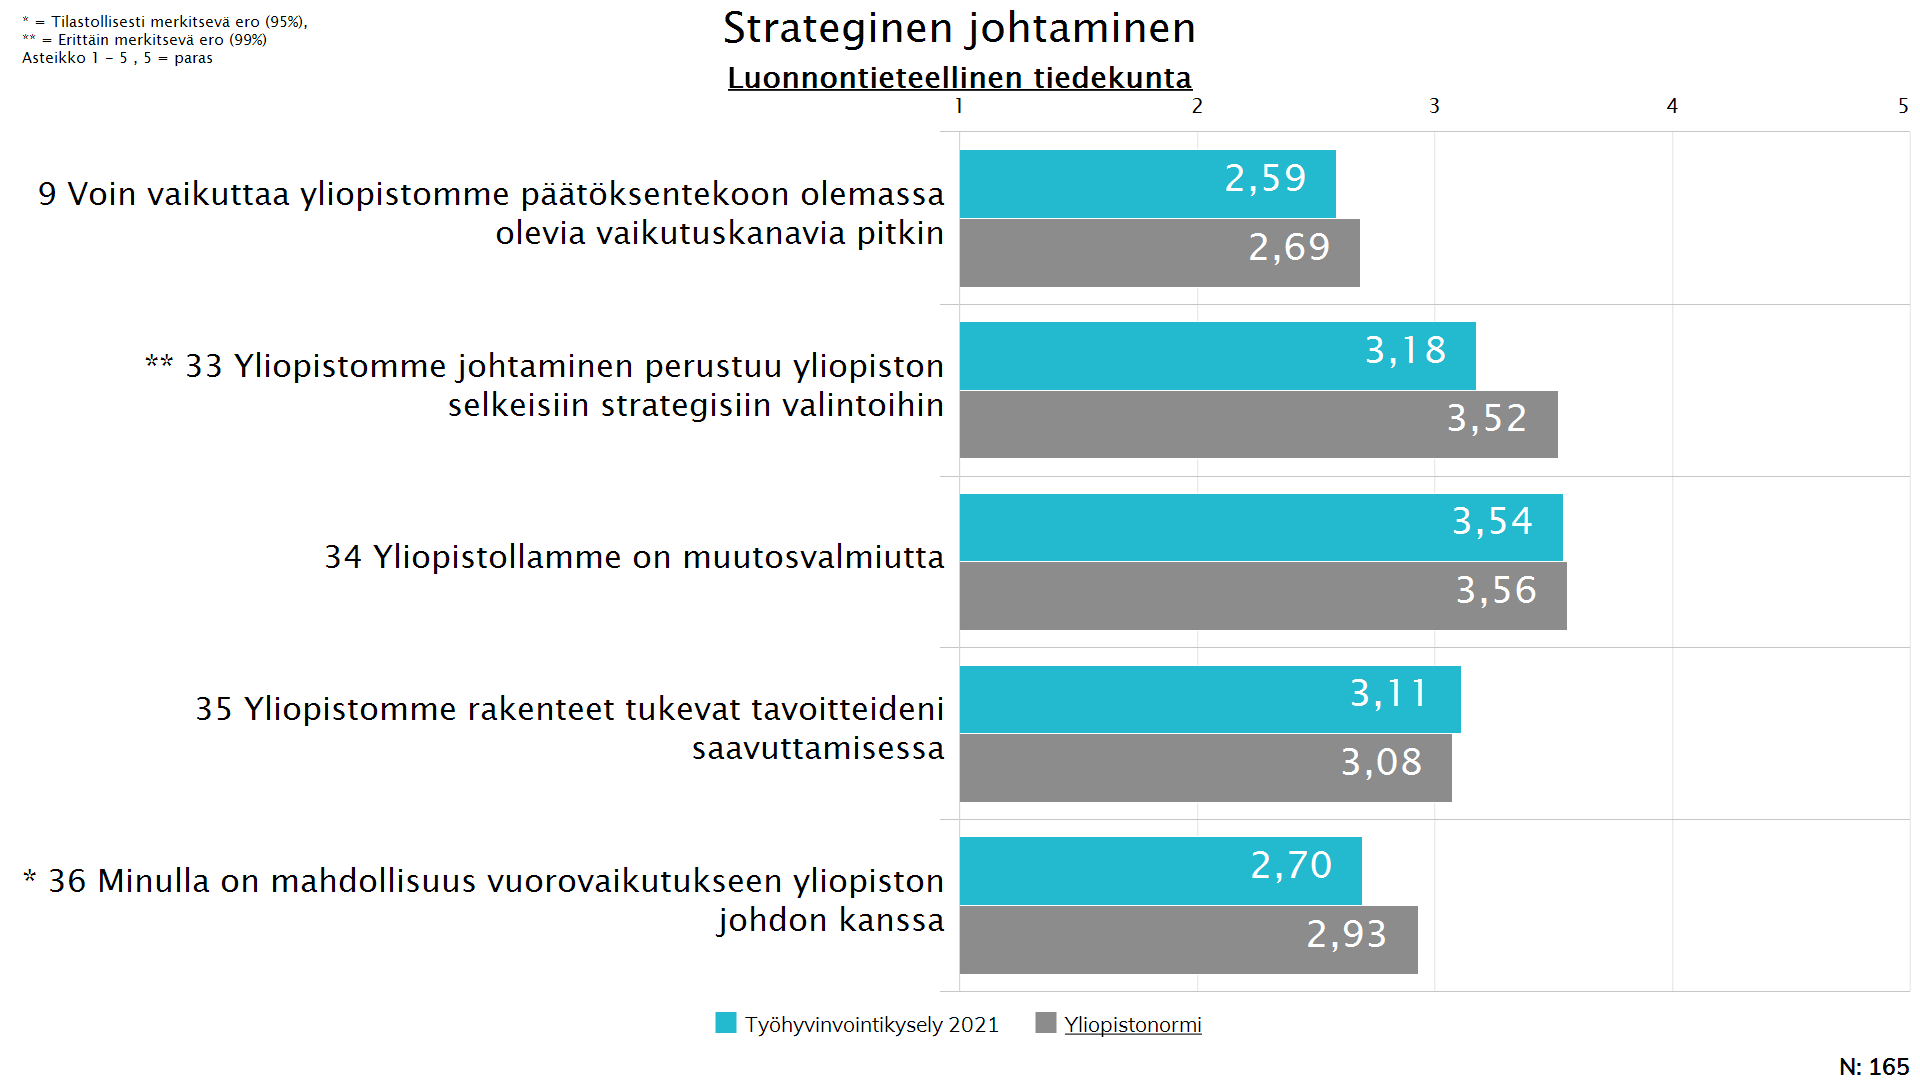 * = Tilastollisesti merkitsevä ero (95%),
** = Erittäin merkitsevä ero (99%)
Asteikko 1 - 5 , 5 = paras
Strateginen johtaminen
Luonnontieteellinen tiedekunta
1 2 3 4 5
9 Voin vaikuttaa yliopistomme päätöksentekoon olemassa
olevia vaikutuskanavia pitkin
2,59
2,69
** 33 Yliopistomme johtaminen perustuu yliopiston
selkeisiin strategisiin valintoihin
3,18
3,52
34 Yliopistollamme on muutosvalmiutta
3,54
3,56
35 Yliopistomme rakenteet tukevat tavoitteideni
saavuttamisessa
3,11
3,08
* 36 Minulla on mahdollisuus vuorovaikutukseen yliopiston
johdon kanssa
2,70
2,93
Työhyvinvointikysely 2021 Yliopistonormi
N: 165